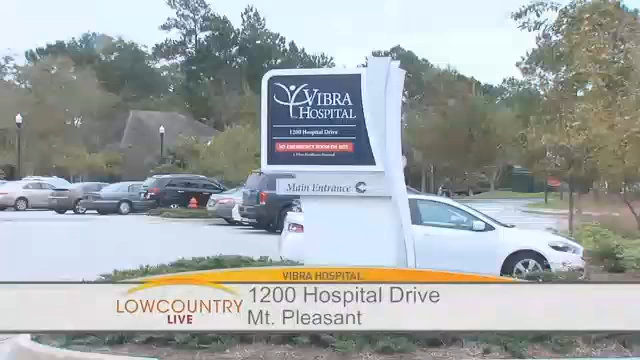 VIBRA
HOSPITAL
1200 Hospital Drive
NO EMERGENCY ROOM ON SITE
Main Entrance
VIBRA HOSPITAL
LOWCOUNTRY
LIVE
1200 Hospital Drive
Mt. Pleasant